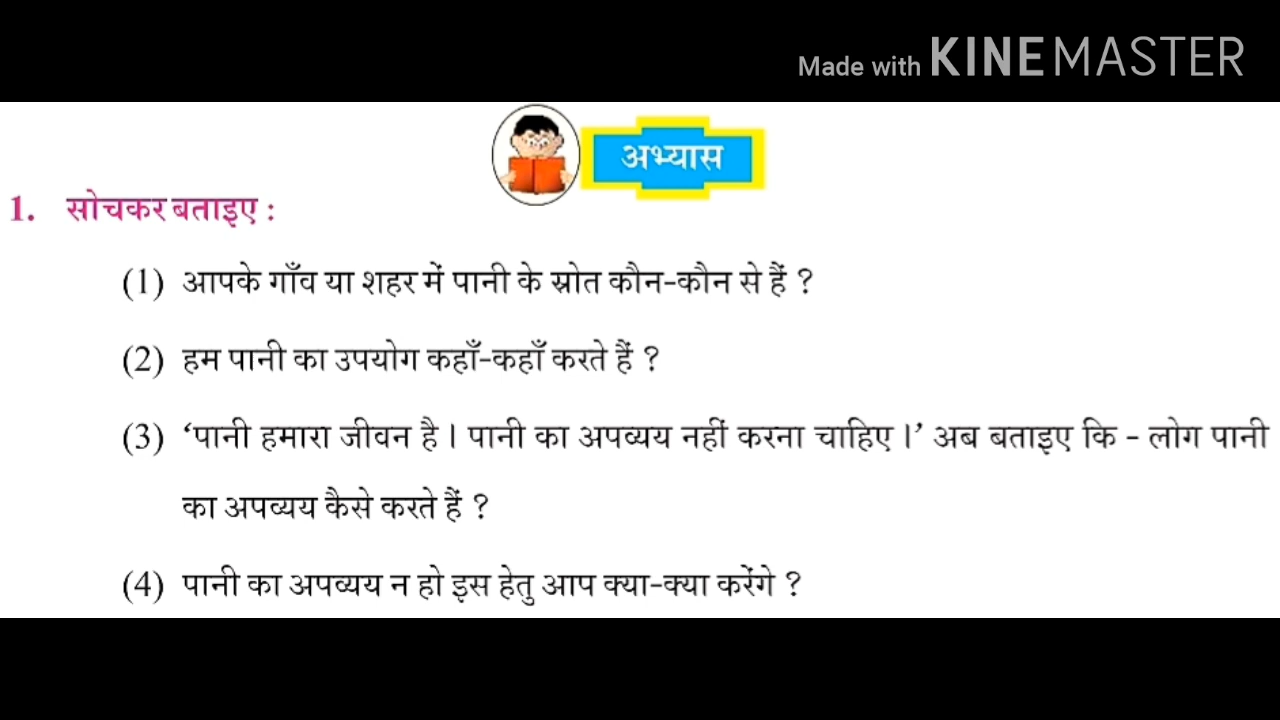 Made with KINEMASTER
अभ्यास
1. सोचकर बताइए :
(1) आपके गाँव या शहर में पानी के स्रोत कौन-कौन से हैं ?
(2) हम पानी का उपयोग कहाँ-कहाँ करते हैं ?
(3) ‘पानी हमारा जीवन है । पानी का अपव्यय नहीं करना चाहिए ।’ अब बताइए कि - लोग पानी
का अपव्यय कैसे करते हैं ?
(4) पानी का अपव्यय न हो इस हेतु आप क्या-क्या करेंगे ?